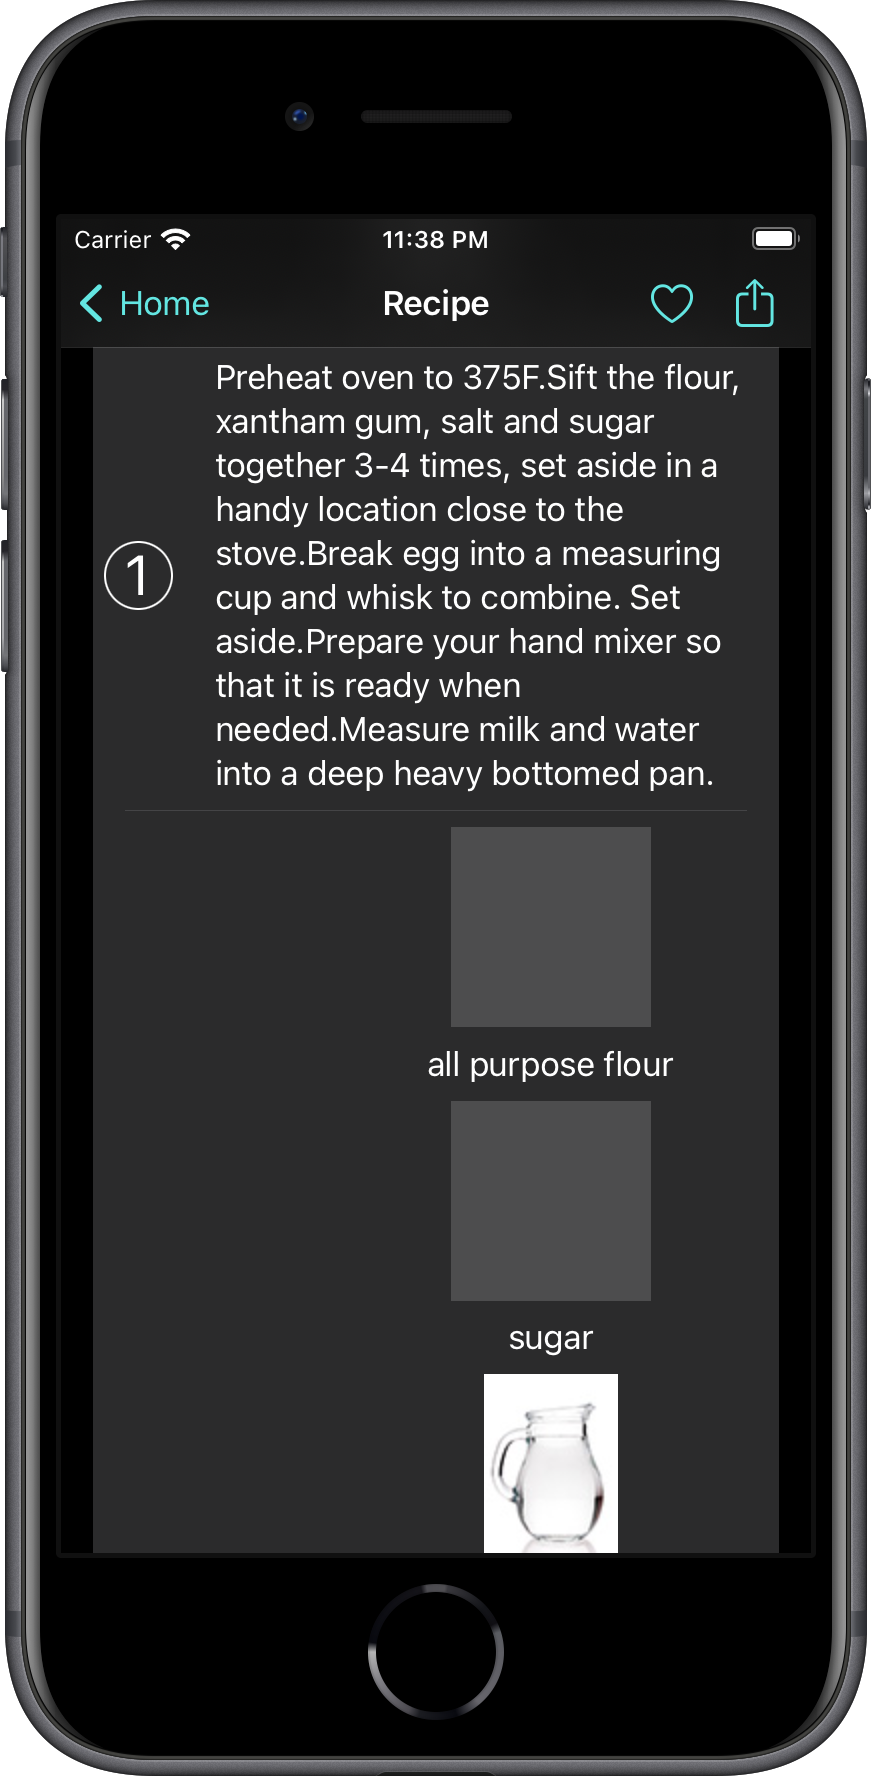 Carrier 11:38 PM
Home Recipe
Preheat oven to 375F.Sift the flour,
xantham gum, salt and sugar
together 3-4 times, set aside in a
handy location close to the
stove.Break egg into a measuring
1
cup and whisk to combine. Set
aside.Prepare your hand mixer so
that it is ready when
needed.Measure milk and water
into a deep heavy bottomed pan.
all purpose flour
sugar